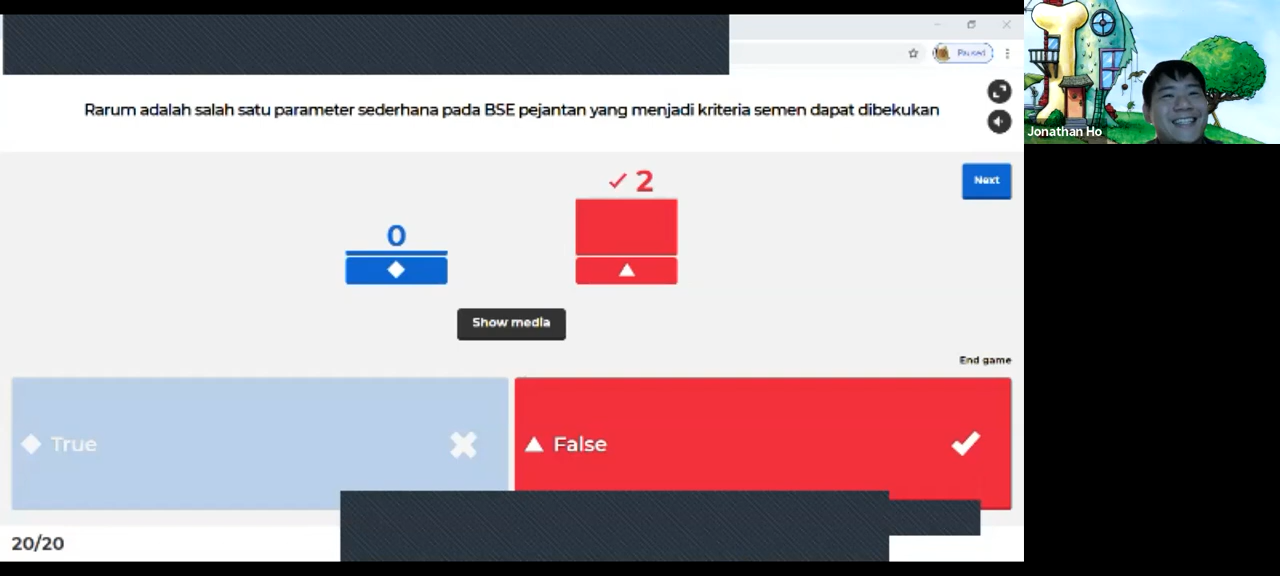 Paused
Rarum adalah salah satu parameter sederhana pada BSE pejantan yang menjadi kriteria semen dapat dibekukan
Jonathan Ho
Next
2
0
Show media
End game
True
False
20/20